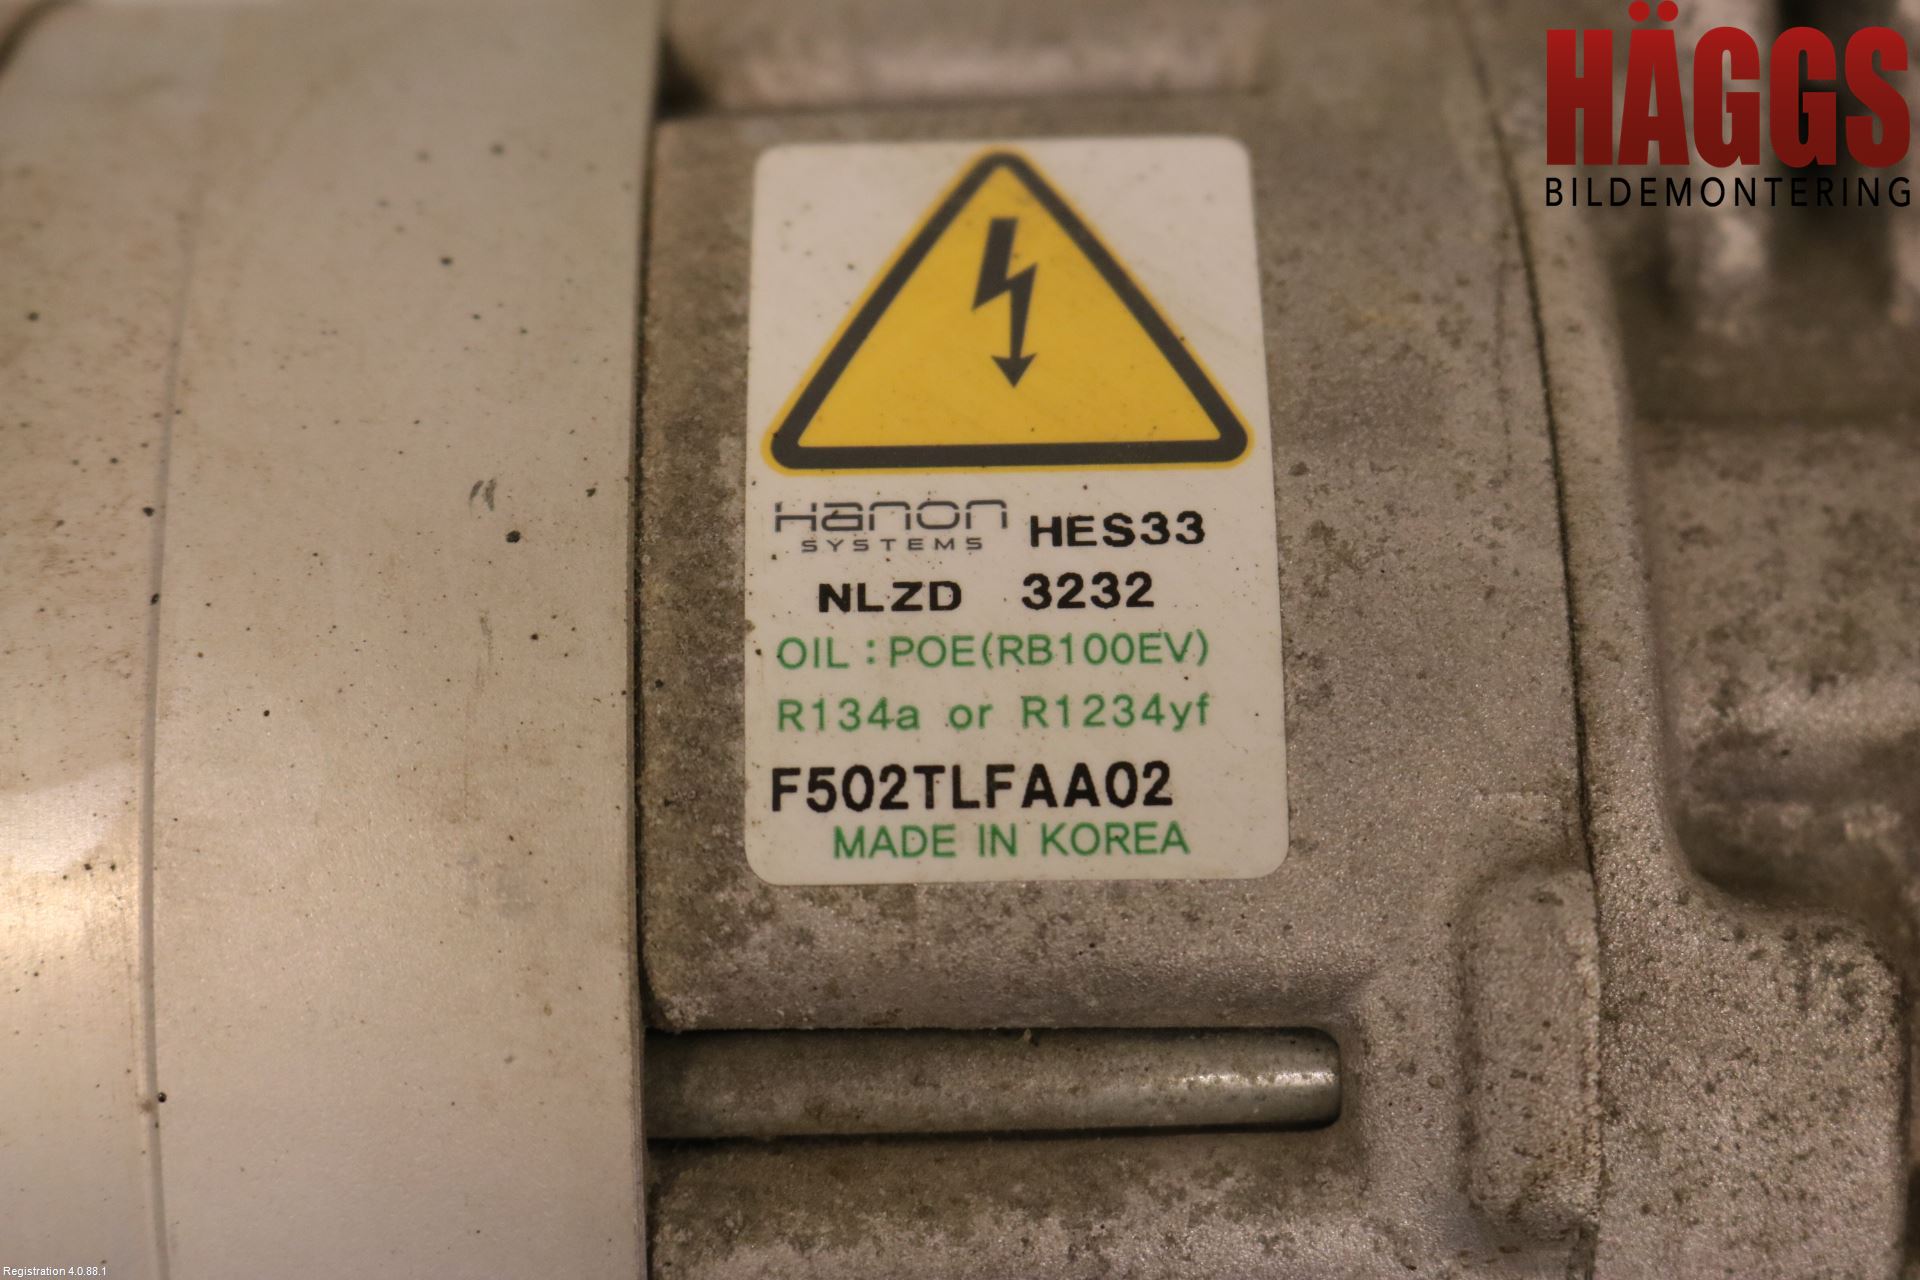 HÄGGS
BILDEMONTERING
Hanon SYSTEMS HES33
NLZD 3232
OIL : POE(RB100EV)
R134a or R1234yf
F502TLFAA02
MADE IN KOREA
Registration 4.0.88.1